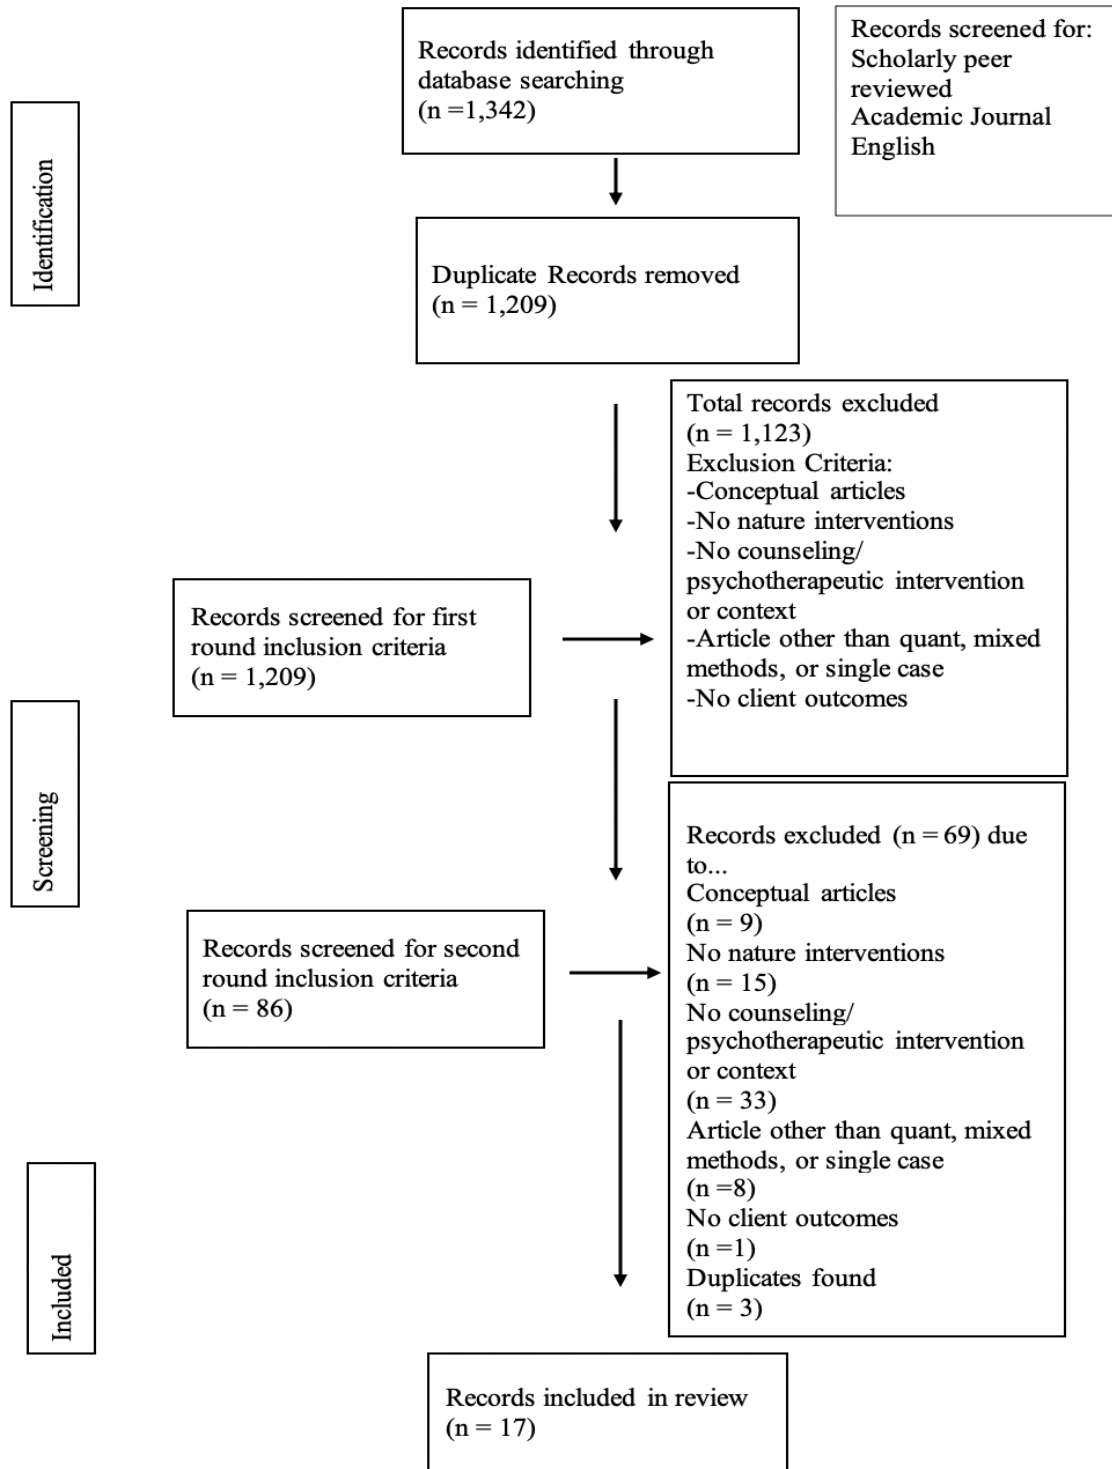 Records identified through
database searching
(n =1,342)
Records screened for:
Scholarly peer
reviewed
Academic Journal
English
Identification
Duplicate Records removed
(n = 1,209)
Total records excluded
(n = 1,123)
Exclusion Criteria:
-Conceptual articles
-No nature interventions
-No counseling/
psychotherapeutic intervention
or context
-Article other than quant, mixed
methods, or single case
-No client outcomes
Records screened for first
round inclusion criteria
(n = 1,209)
Screening
Records excluded (n = 69) due
to...
Conceptual articles
(n = 9)
No nature interventions
(n = 15)
No counseling/
psychotherapeutic intervention
or context
(n = 33)
Article other than quant, mixed
methods, or single case
(n =8)
No client outcomes
(n =1)
Duplicates found
(n = 3)
Records screened for second
round inclusion criteria
(n = 86)
Included
Records included in review
(n = 17)